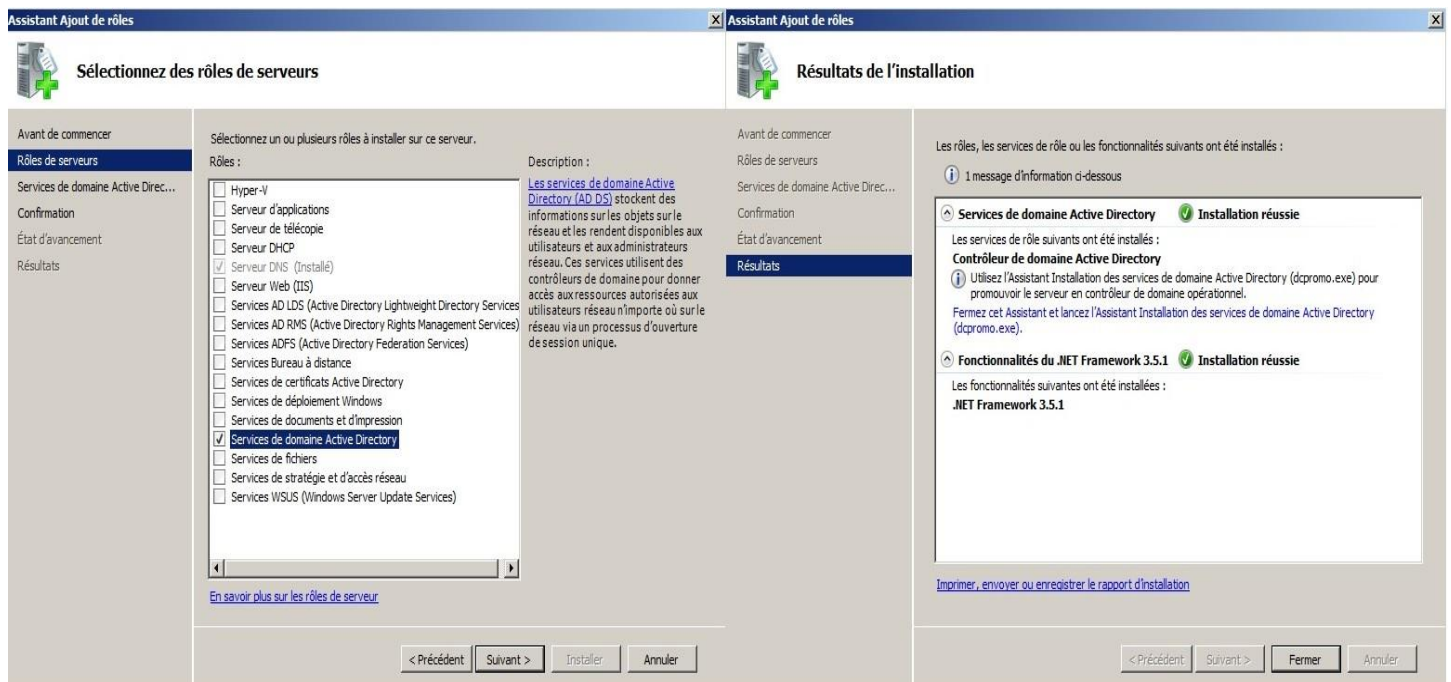 Assistant Ajout de rôles
X
Sélectionnez des rôles de serveurs
Avant de commencer
Rôles de serveurs
Services de domaine Active Direc...
Confirmation
État d'avancement
Résultats
Sélectionnez un ou plusieurs rôles à installer sur ce serveur.
Rôles :
Hyper-V
Serveur d'applications
Serveur de télécopie
Serveur DHCP
Serveur DNS (Installé)
Serveur Web (IIS)
Services AD LDS (Active Directory Lightweight Directory Services
Services AD RMS (Active Directory Rights Management Services)
Services ADFS (Active Directory Federation Services)
Services Bureau à distance
Services de certificats Active Directory
Services de déploiement Windows
Services de documents et d'impression
Services de domaine Active Directory
Services de fichiers
Services de stratégie et d'accès réseau
Services WSUS (Windows Server Update Services)
Description :
Les services de domaine Active
Directory (AD DS) stockent des
informations sur les objets sur le
réseau et les rendent disponibles aux
utilisateurs et aux administrateurs
réseau. Ces services utilisent des
contrôleurs de domaine pour donner
accès aux ressources autorisées aux
utilisateurs réseau n'importe où sur le
réseau via un processus d'ouverture
de session unique.
En savoir plus sur les rôles de serveur
< Précédent Suivant > Installer Annuler
Assistant Ajout de rôles
X
Résultats de l'installation
Avant de commencer
Rôles de serveurs
Services de domaine Active Direc...
Confirmation
État d'avancement
Résultats
Les rôles, les services de rôle ou les fonctionnalités suivants ont été installés :
1 message d'information ci-dessous
Services de domaine Active Directory Installation réussie
Les services de rôle suivants ont été installés :
Contrôleur de domaine Active Directory
Utilisez l'Assistant Installation des services de domaine Active Directory (dcpromo.exe) pour
promouvoir le serveur en contrôleur de domaine opérationnel.
Fermez cet Assistant et lancez l'Assistant Installation des services de domaine Active Directory
(dcpromo.exe).
Fonctionnalités du .NET Framework 3.5.1 Installation réussie
Les fonctionnalités suivantes ont été installées :
.NET Framework 3.5.1
Imprimer, envoyer ou enregistrer le rapport d'installation
< Précédent Suivant > Fermer Annuler